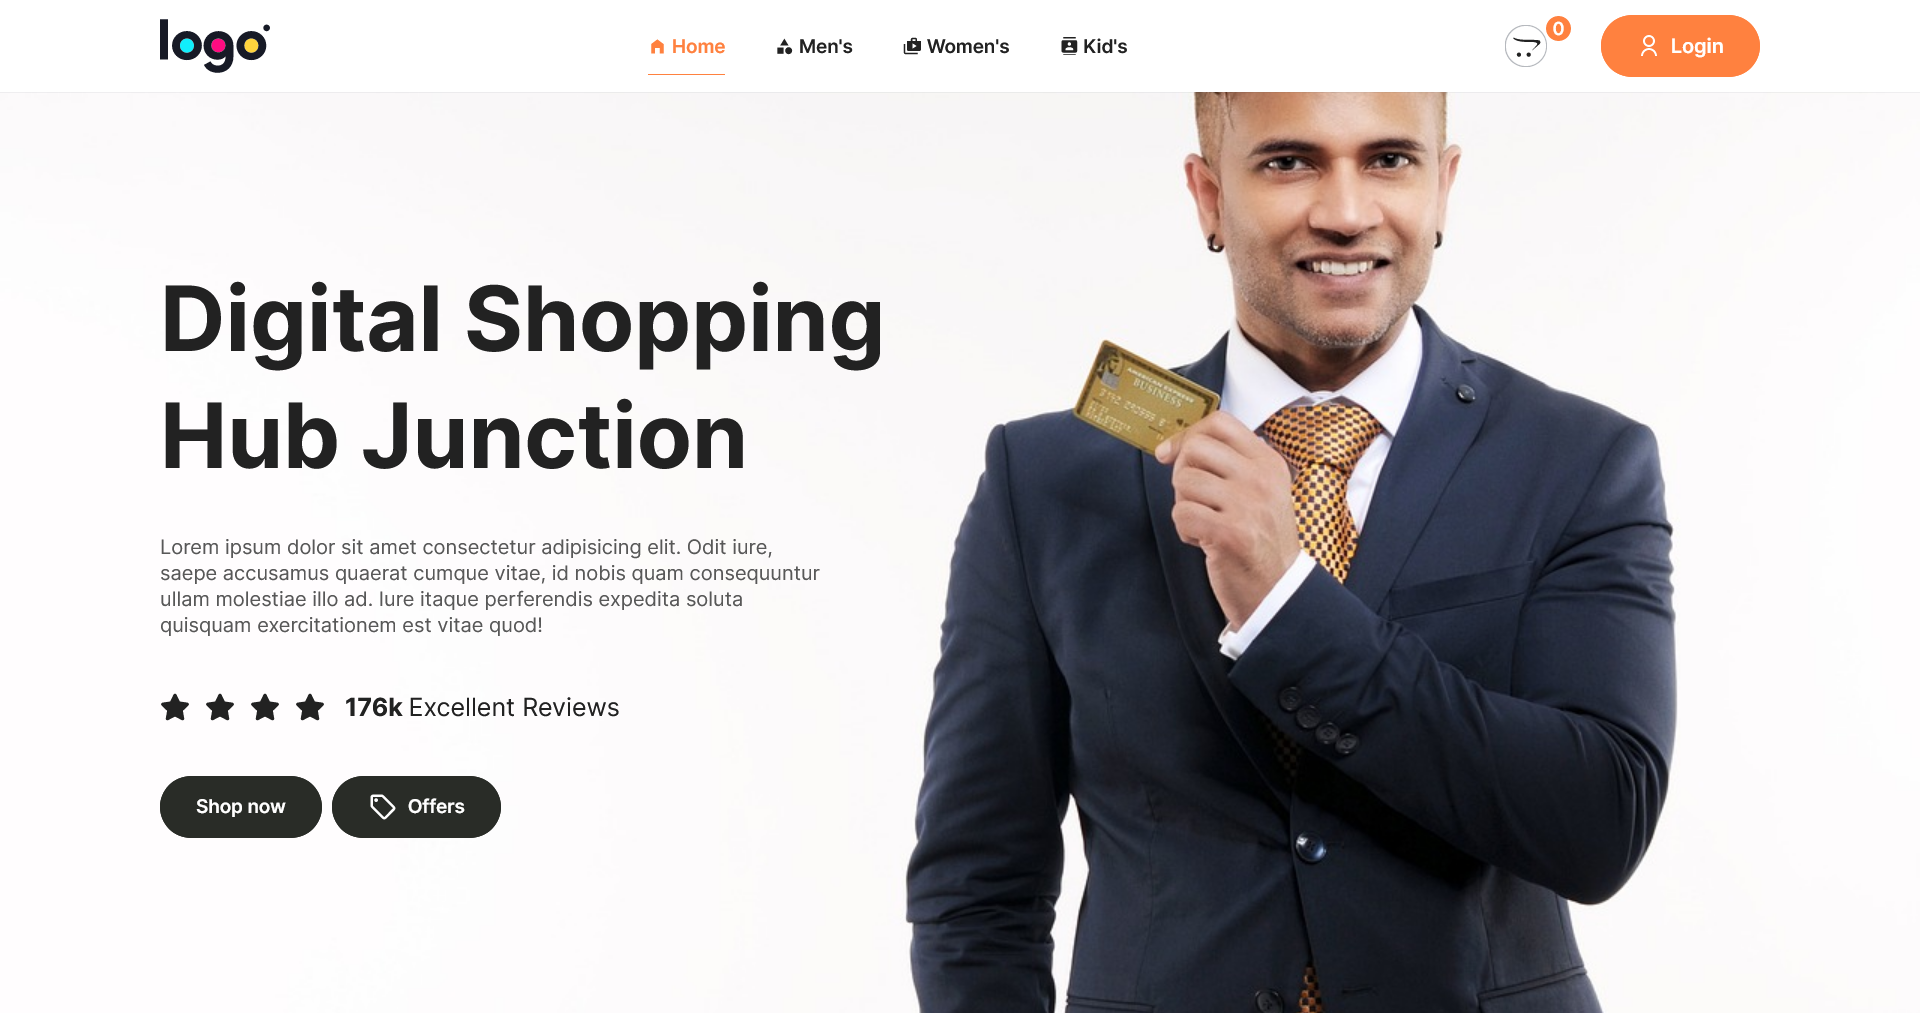 logo
Home
Men's
Women's
Kid's
0
Login
Digital Shopping
Hub Junction
AMERICAN EXPRESS
BUSINESS
Lorem ipsum dolor sit amet consectetur adipisicing elit. Odit iure,
saepe accusamus quaerat cumque vitae, id nobis quam consequuntur
ullam molestiae illo ad. Iure itaque perferendis expedita soluta
quisquam exercitationem est vitae quod!
176k Excellent Reviews
Shop now
Offers